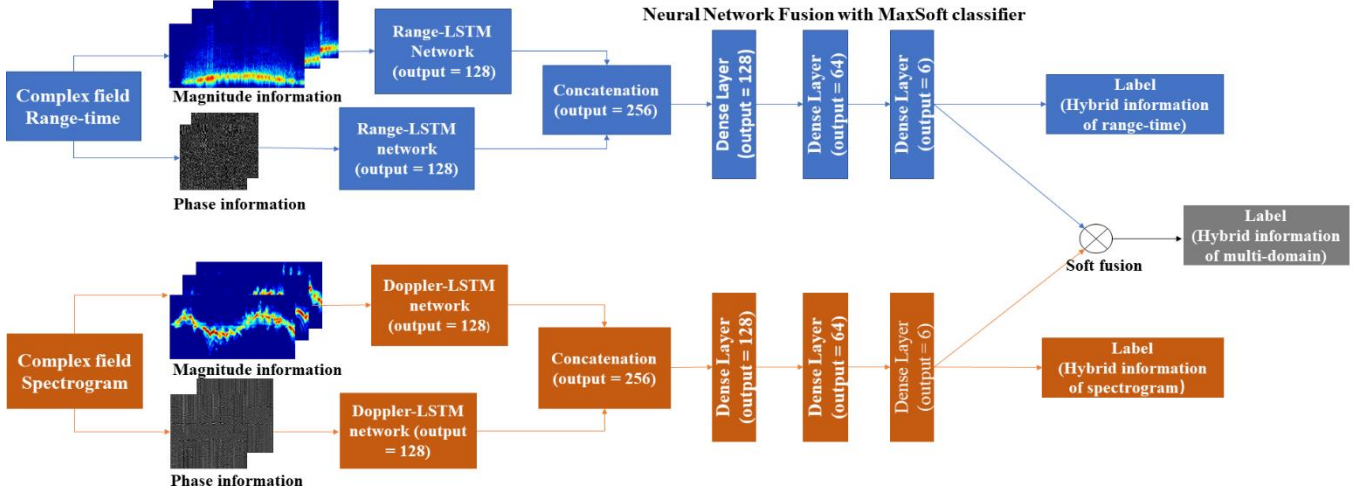 Neural Network Fusion with MaxSoft classifier
Complex field
Range-time
Magnitude information
Phase information
Range-LSTM
Network
(output = 128)
Range-LSTM
network
(output = 128)
Concatenation
(output = 256)
Dense Layer
(output = 128)
Dense Layer
(output = 64)
Dense Layer
(output = 6)
Label
(Hybrid information
of range-time)
Soft fusion
Label
(Hybrid information
of multi-domain)
Complex field
Spectrogram
Magnitude information
Phase information
Doppler-LSTM
network
(output = 128)
Doppler-LSTM
network (output
= 128)
Concatenation
(output = 256)
Dense Layer
(output = 128)
Dense Layer
(output = 64)
Dense Layer
(output = 6)
Label
(Hybrid information
of spectrogram)